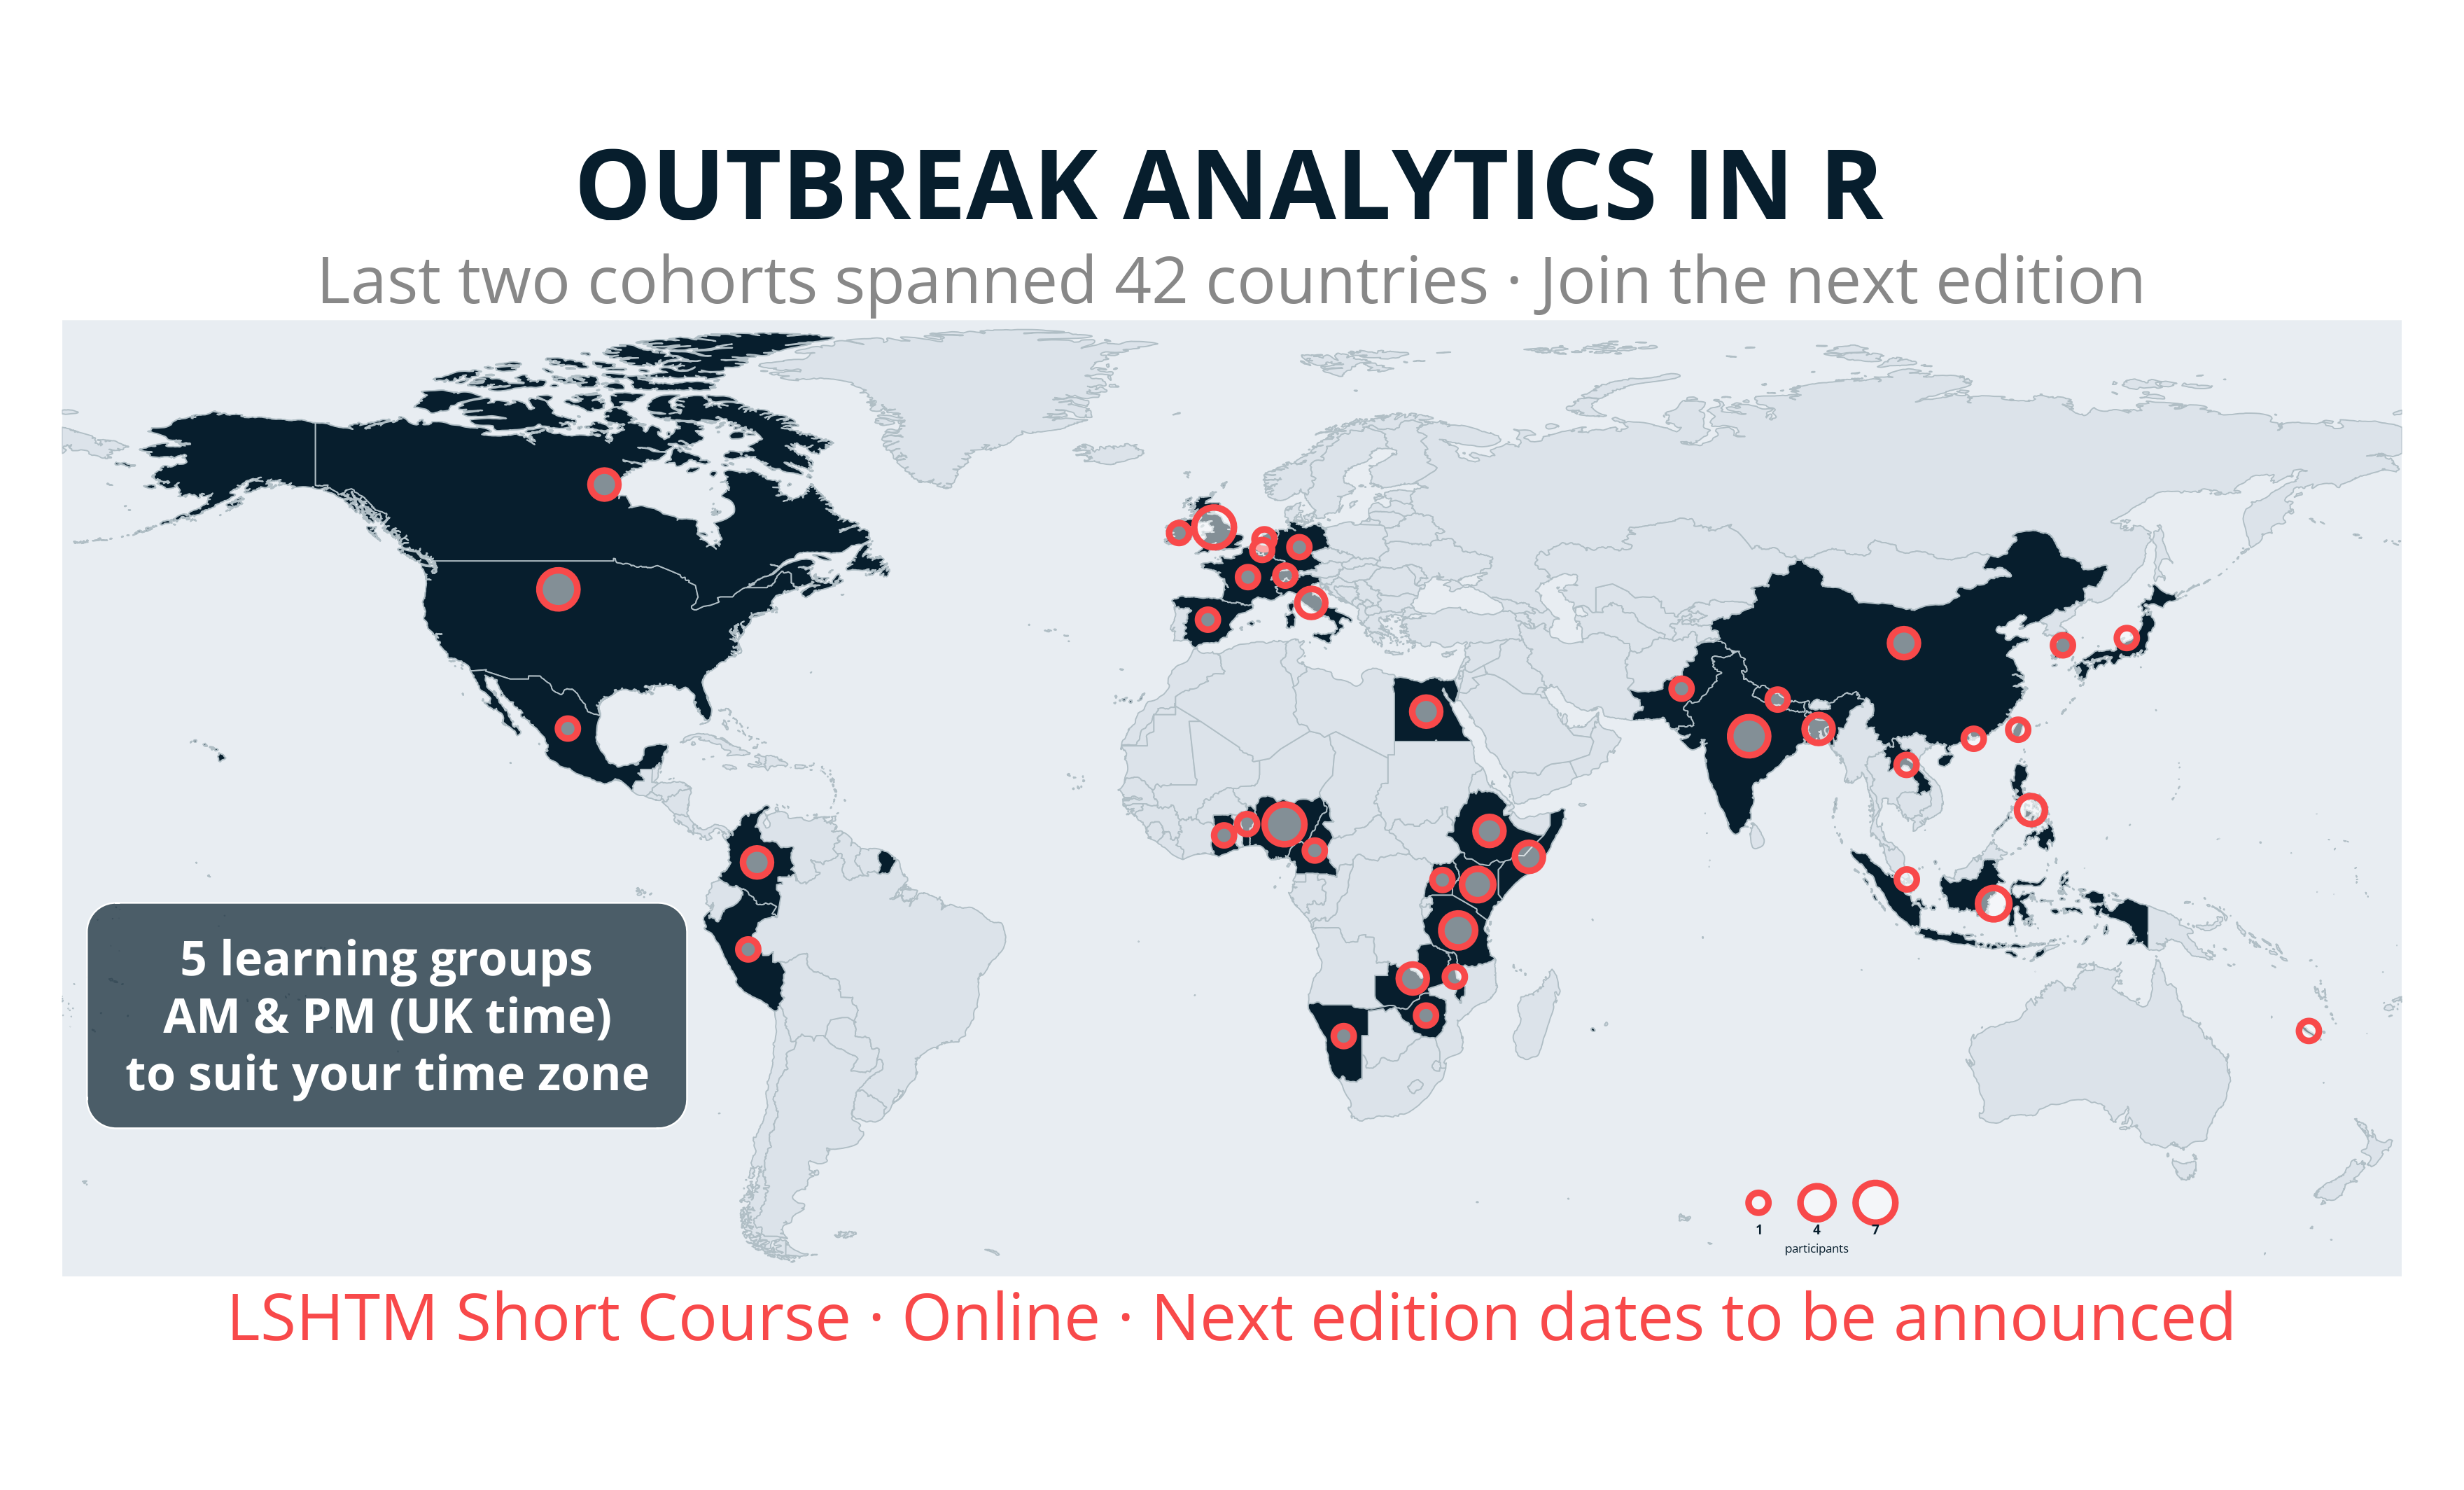 OUTBREAK ANALYTICS IN R
Last two cohorts spanned 42 countries · Join the next edition
5 learning groups
AM & PM (UK time)
to suit your time zone
1 4 7
participants
LSHTM Short Course · Online · Next edition dates to be announced